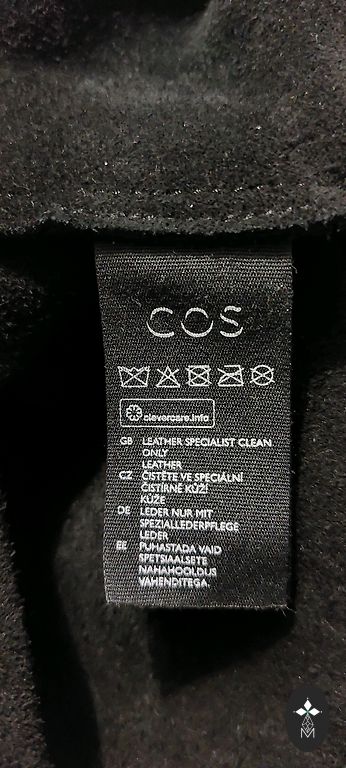 COS
clevercare.info
GB LEATHER SPECIALIST CLEAN
ONLY
LEATHER
CZ ČISTĚTE VE SPECIÁLNÍ
ČISTÍRNĚ KŮŽÍ
KŮŽE
DE LEDER NUR MIT
SPEZIALLEDERPFLEGE
LEDER
EE PUHASTADA VAID
SPETSIAALSETE
NAHAHOOLDUS
VAHENDITEGA.
M